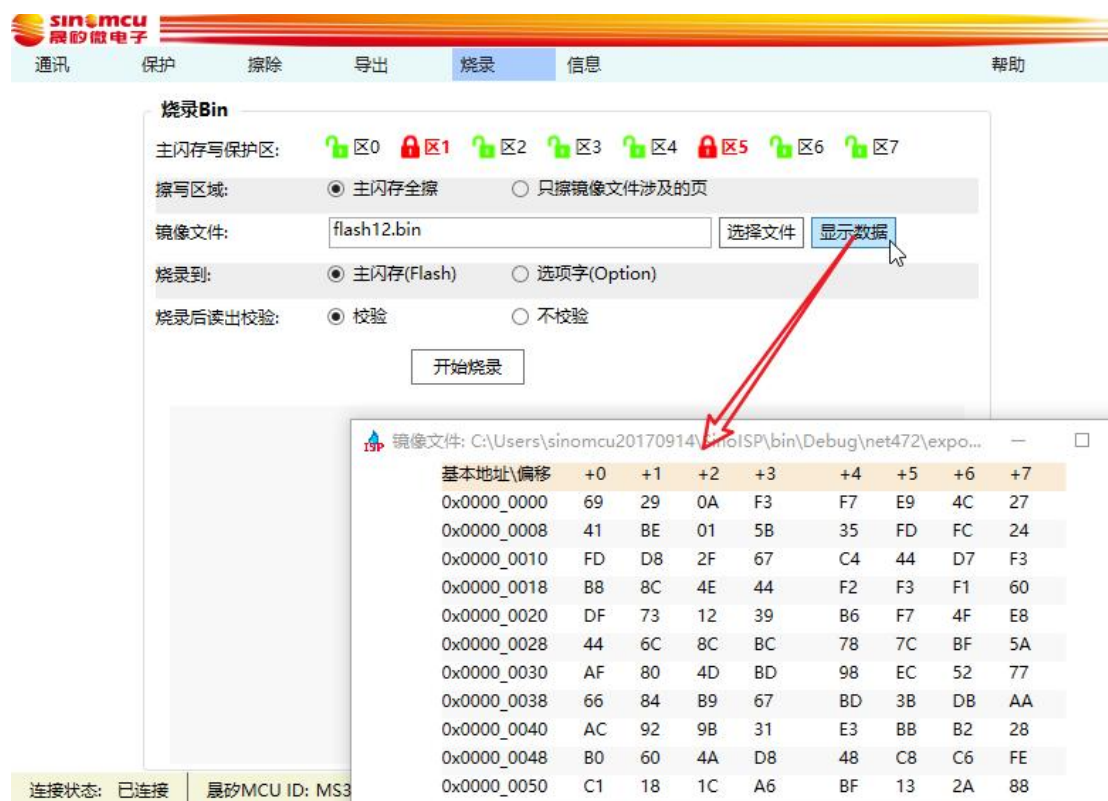 sinomcu
晟矽微电子
通讯 保护 擦除 导出 烧录 信息 帮助
烧录Bin
主闪存写保护区: 区0 区1 区2 区3 区4 区5 区6 区7
擦写区域: 主闪存全擦 只擦镜像文件涉及的页
镜像文件: flash12.bin 选择文件 显示数据
烧录到: 主闪存(Flash) 选项字(Option)
烧录后读出校验: 校验 不校验
开始烧录
ISP 镜像文件: C:\Users\sinomcu20170914\SinoISP\bin\Debug\net472\expo...
基本地址\偏移 +0 +1 +2 +3 +4 +5 +6 +7
0x0000_0000 69 29 0A F3 F7 E9 4C 27
0x0000_0008 41 BE 01 5B 35 FD FC 24
0x0000_0010 FD D8 2F 67 C4 44 D7 F3
0x0000_0018 B8 8C 4E 44 F2 F3 F1 60
0x0000_0020 DF 73 12 39 B6 F7 4F E8
0x0000_0028 44 6C 8C BC 78 7C BF 5A
0x0000_0030 AF 80 4D BD 98 EC 52 77
0x0000_0038 66 84 B9 67 BD 3B DB AA
0x0000_0040 AC 92 9B 31 E3 BB B2 28
0x0000_0048 B0 60 4A D8 48 C8 C6 FE
0x0000_0050 C1 18 1C A6 BF 13 2A 88
连接状态: 已连接 晟矽MCU ID: MS3